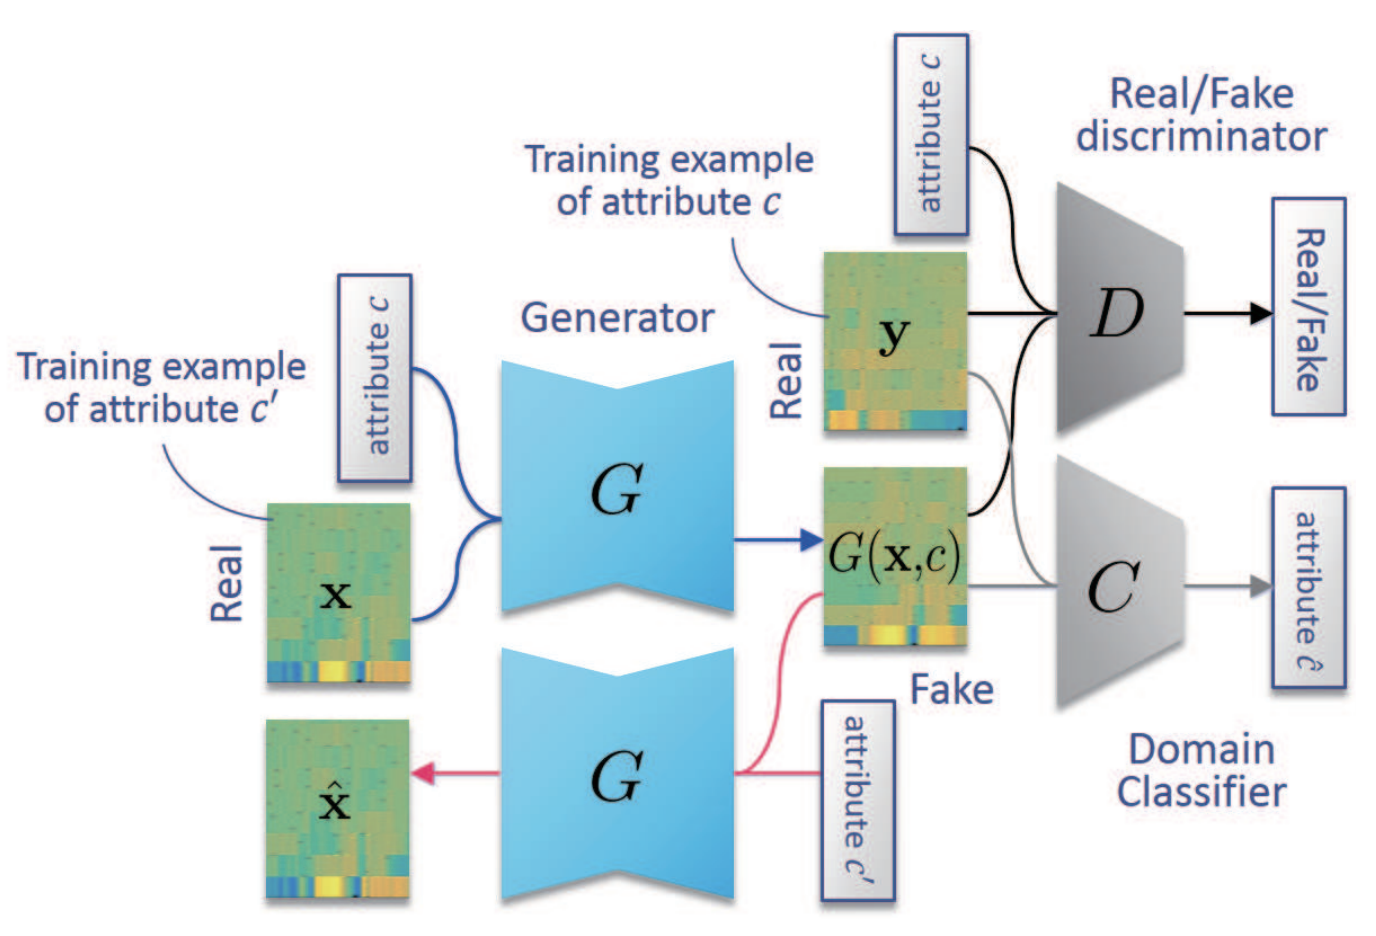 attribute c
Real/Fake
discriminator
Training example
of attribute c
Real/Fake
D
y
Real
Generator
attribute c
Training example
of attribute c′
G
G(x,c)
C
attribute ĉ
Real
x
Fake
Domain
Classifier
G
attribute c′
x̂